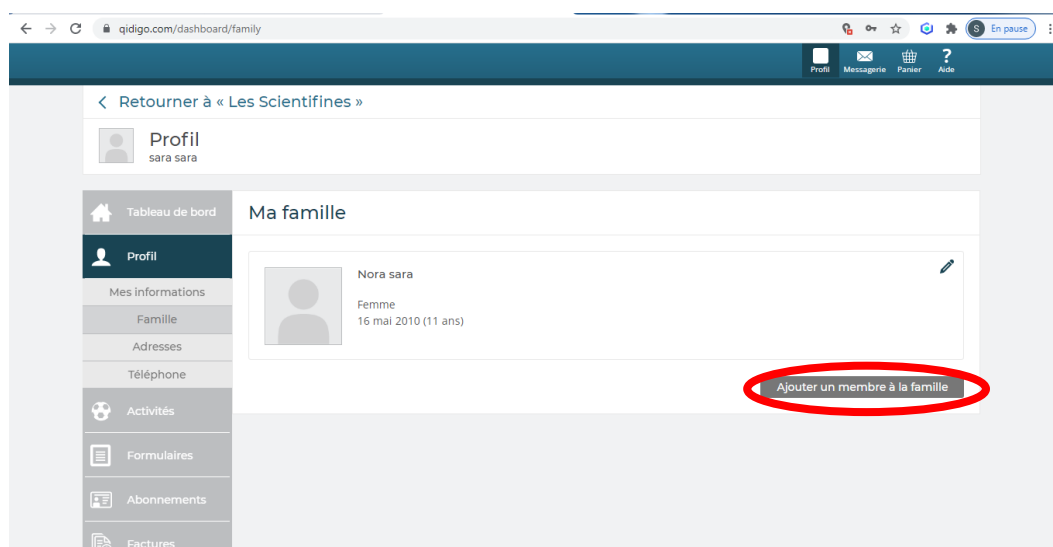 qidigo.com/dashboard/family
S En pause
Profil Messagerie Panier Aide
Retourner à « Les Scientifines »
Profil
sara sara
Tableau de bord
Profil
Mes informations
Famille
Adresses
Téléphone
Activités
Formulaires
Abonnements
Factures
Ma famille
Nora sara
Femme
16 mai 2010 (11 ans)
Ajouter un membre à la famille